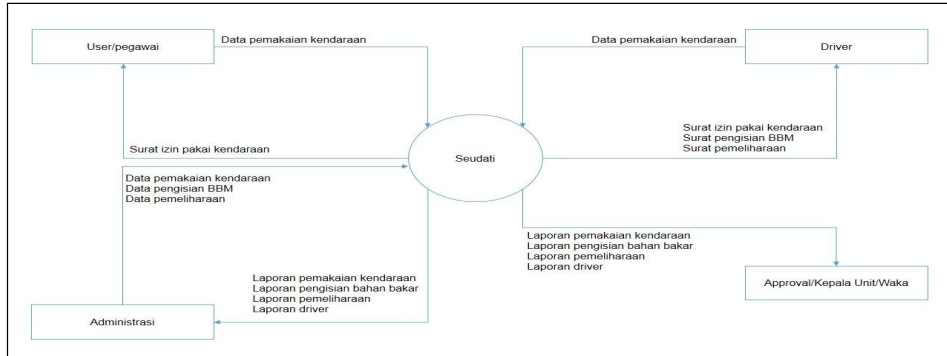 User/pegawai
Data pemakaian kendaraan
Data pemakaian kendaraan
Driver
Seudati
Surat izin pakai kendaraan
Surat izin pakai kendaraan
Surat pengisian BBM
Surat pemeliharaan
Data pemakaian kendaraan
Data pengisian BBM
Data pemeliharaan
Laporan pemakaian kendaraan
Laporan pengisian bahan bakar
Laporan pemeliharaan
Laporan driver
Laporan pemakaian kendaraan
Laporan pengisian bahan bakar
Laporan pemeliharaan
Laporan driver
Approval/Kepala Unit/Waka
Administrasi